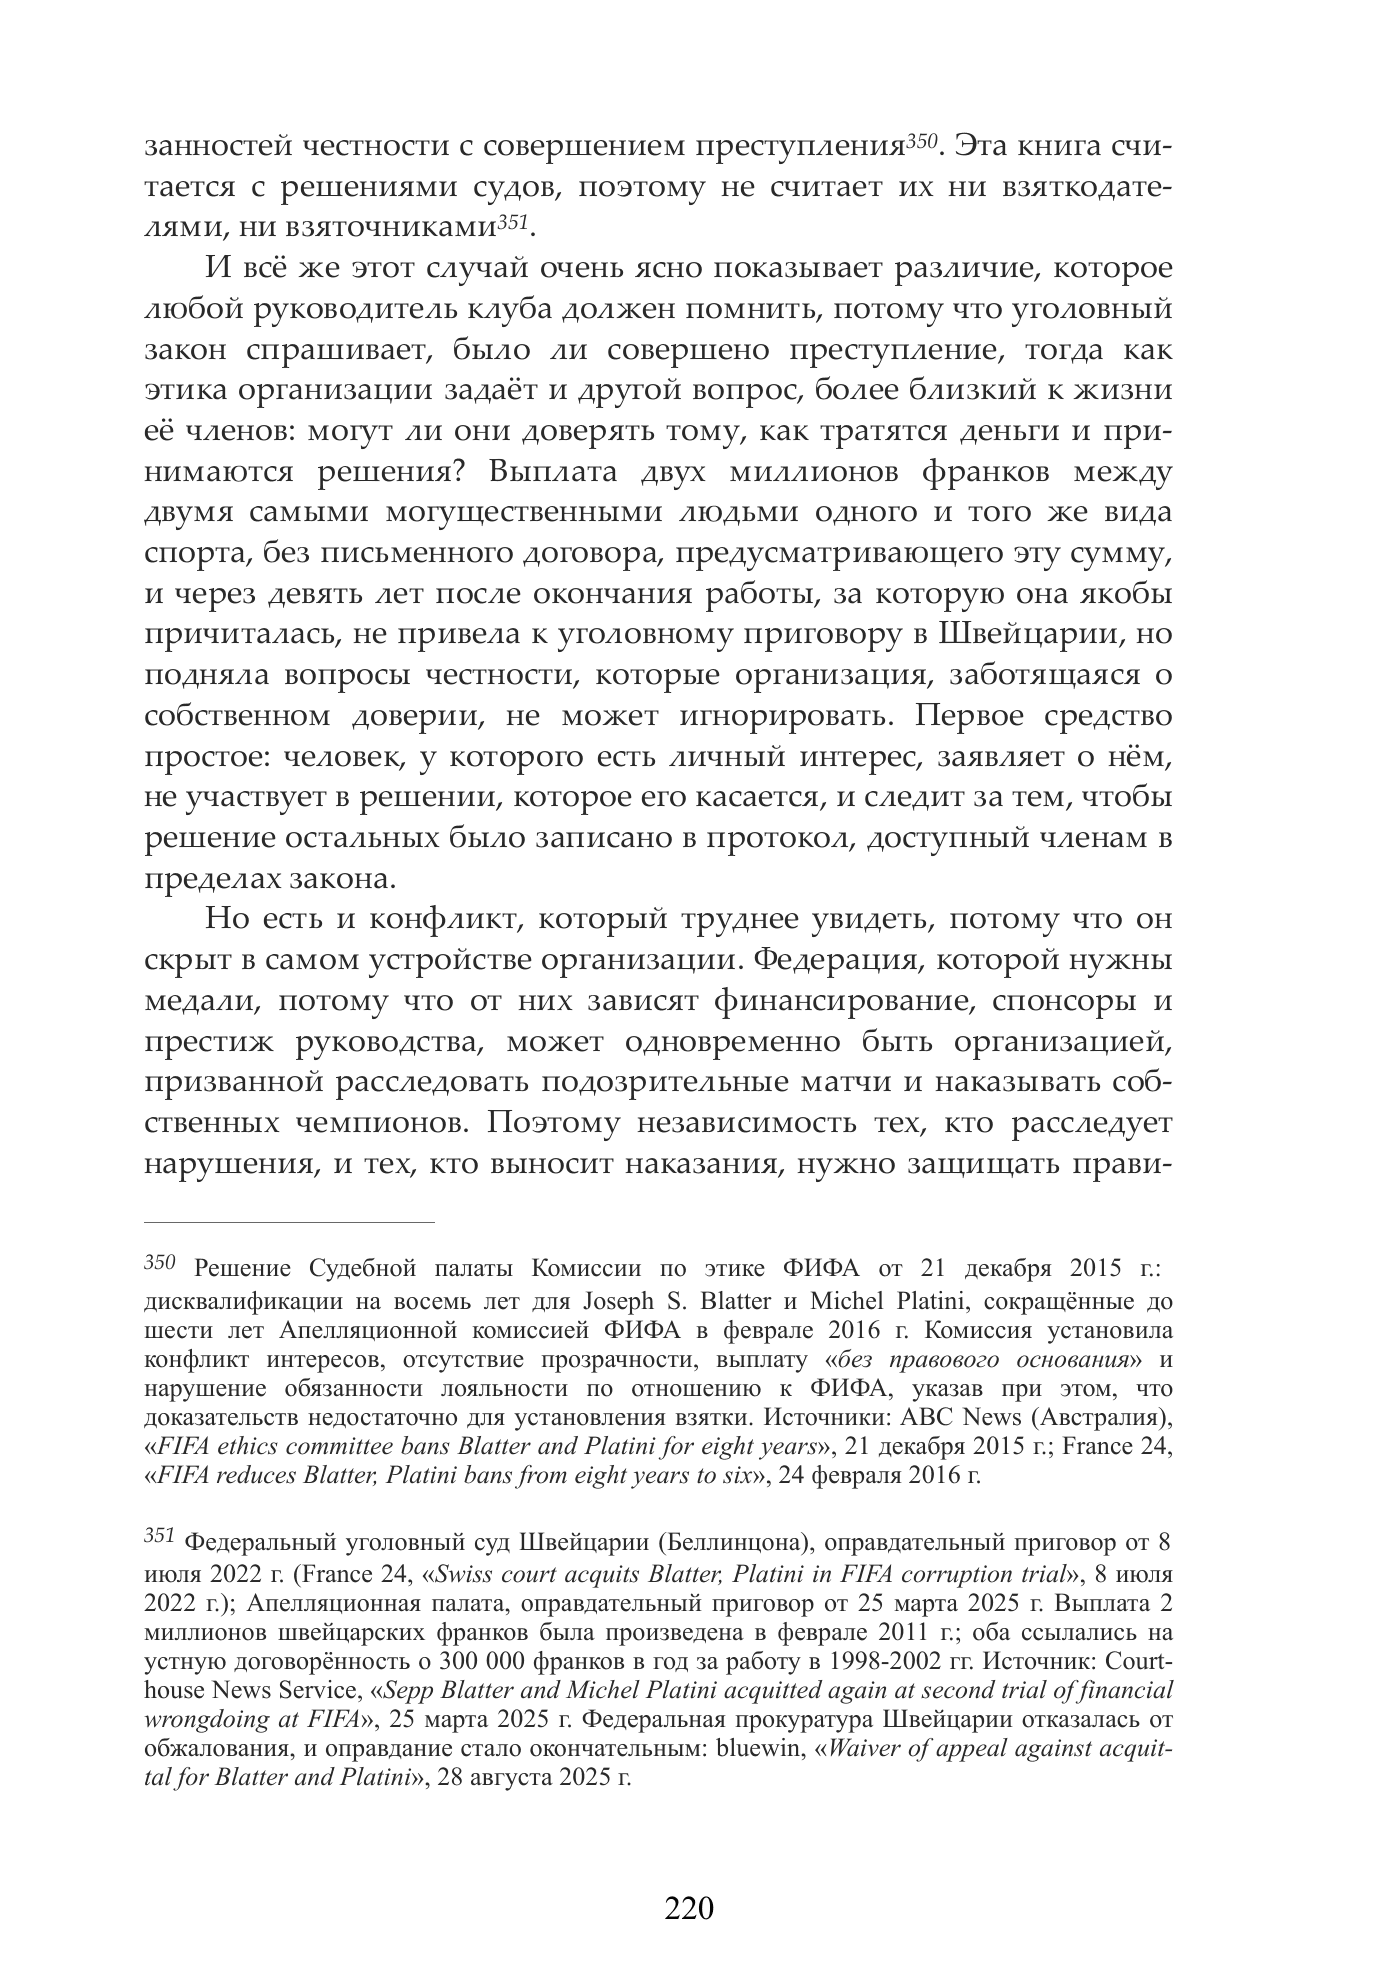 занностей честности с совершением преступления350. Эта книга счи-
тается с решениями судов, поэтому не считает их ни взяткодате-
лями, ни взяточниками351.
И всё же этот случай очень ясно показывает различие, которое
любой руководитель клуба должен помнить, потому что уголовный
закон спрашивает, было ли совершено преступление, тогда как
этика организации задаёт и другой вопрос, более близкий к жизни
её членов: могут ли они доверять тому, как тратятся деньги и при-
нимаются решения? Выплата двух миллионов франков между
двумя самыми могущественными людьми одного и того же вида
спорта, без письменного договора, предусматривающего эту сумму,
и через девять лет после окончания работы, за которую она якобы
причиталась, не привела к уголовному приговору в Швейцарии, но
подняла вопросы честности, которые организация, заботящаяся о
собственном доверии, не может игнорировать. Первое средство
простое: человек, у которого есть личный интерес, заявляет о нём,
не участвует в решении, которое его касается, и следит за тем, чтобы
решение остальных было записано в протокол, доступный членам в
пределах закона.
Но есть и конфликт, который труднее увидеть, потому что он
скрыт в самом устройстве организации. Федерация, которой нужны
медали, потому что от них зависят финансирование, спонсоры и
престиж руководства, может одновременно быть организацией,
призванной расследовать подозрительные матчи и наказывать соб-
ственных чемпионов. Поэтому независимость тех, кто расследует
нарушения, и тех, кто выносит наказания, нужно защищать прави-
350 Решение Судебной палаты Комиссии по этике ФИФА от 21 декабря 2015 г.:
дисквалификации на восемь лет для Joseph S. Blatter и Michel Platini, сокращённые до
шести лет Апелляционной комиссией ФИФА в феврале 2016 г. Комиссия установила
конфликт интересов, отсутствие прозрачности, выплату «без правового основания» и
нарушение обязанности лояльности по отношению к ФИФА, указав при этом, что
доказательств недостаточно для установления взятки. Источники: ABC News (Австралия),
«FIFA ethics committee bans Blatter and Platini for eight years», 21 декабря 2015 г.; France 24,
«FIFA reduces Blatter, Platini bans from eight years to six», 24 февраля 2016 г.
351 Федеральный уголовный суд Швейцарии (Беллинцона), оправдательный приговор от 8
июля 2022 г. (France 24, «Swiss court acquits Blatter, Platini in FIFA corruption trial», 8 июля
2022 г.); Апелляционная палата, оправдательный приговор от 25 марта 2025 г. Выплата 2
миллионов швейцарских франков была произведена в феврале 2011 г.; оба ссылались на
устную договорённость о 300 000 франков в год за работу в 1998-2002 гг. Источник: Court-
house News Service, «Sepp Blatter and Michel Platini acquitted again at second trial of financial
wrongdoing at FIFA», 25 марта 2025 г. Федеральная прокуратура Швейцарии отказалась от
обжалования, и оправдание стало окончательным: bluewin, «Waiver of appeal against acquit-
tal for Blatter and Platini», 28 августа 2025 г.
220